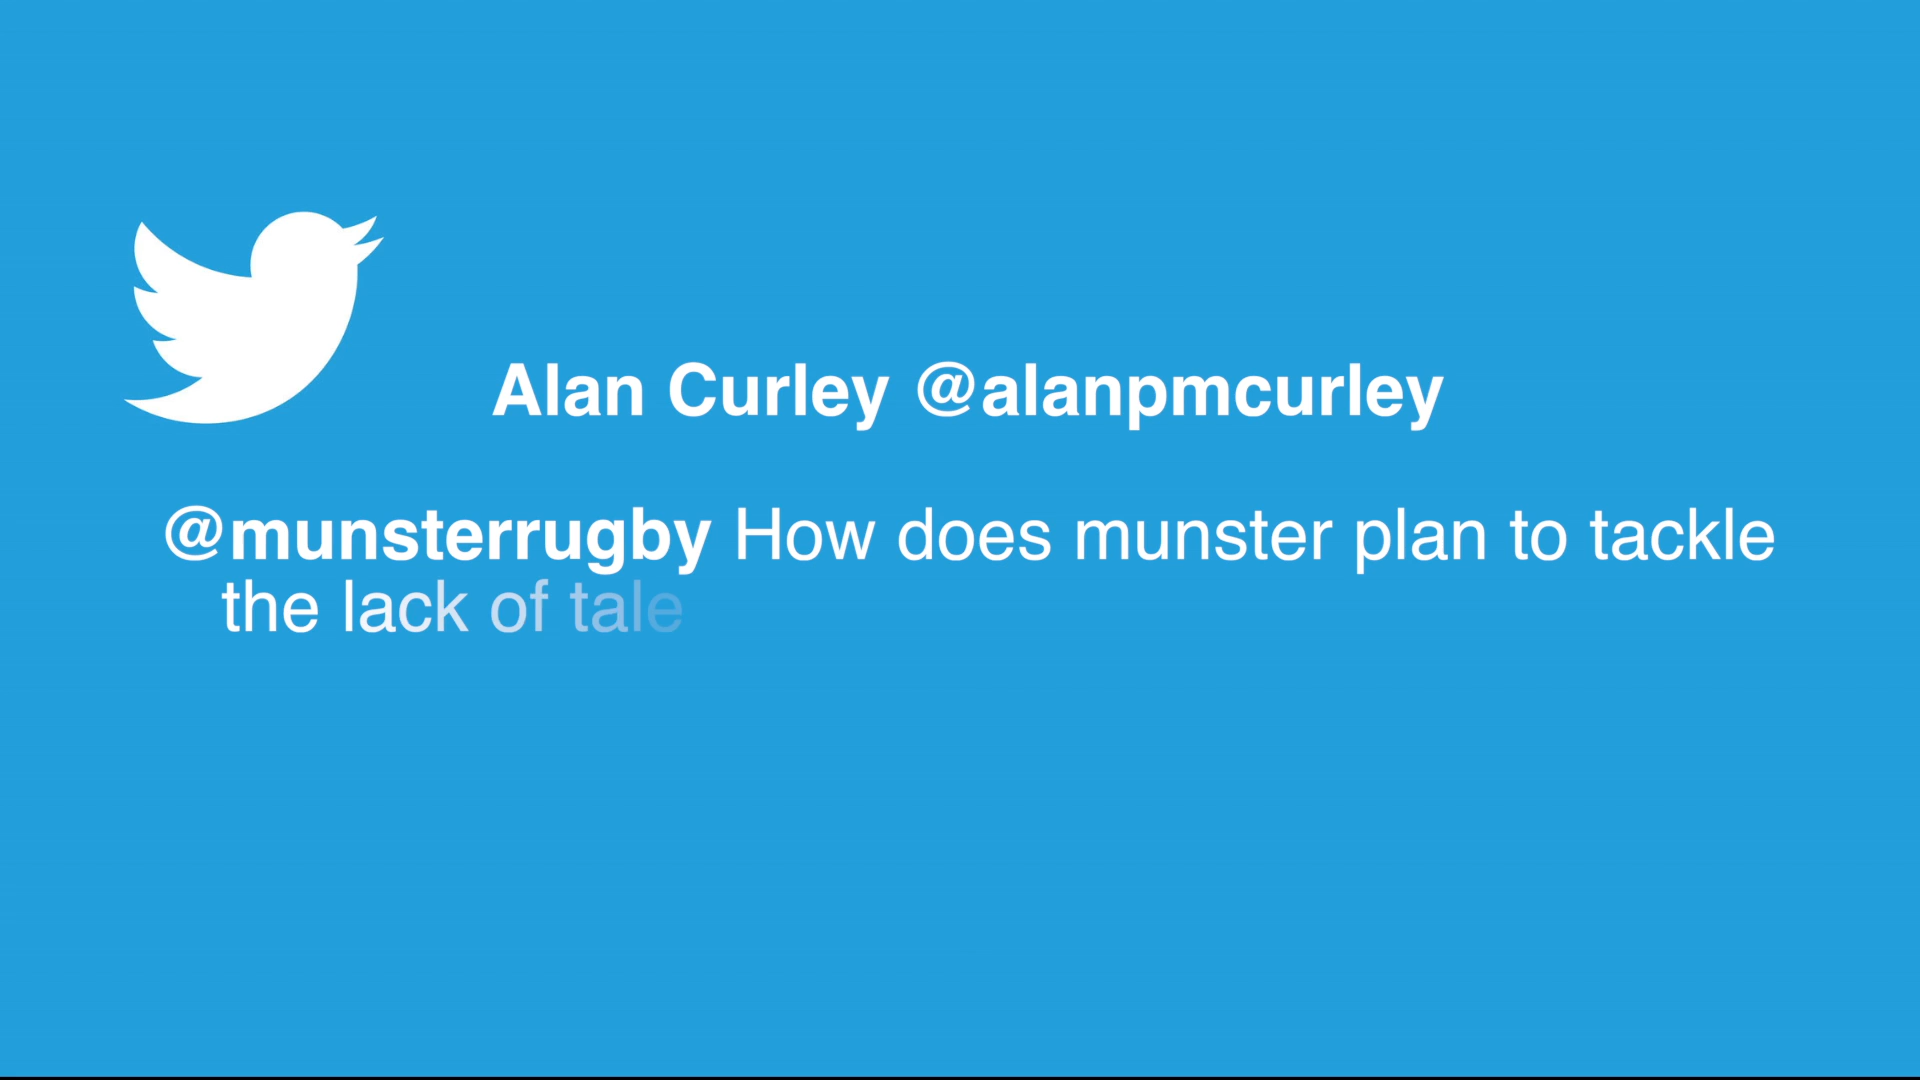 Alan Curley @alanpmcurley
@munsterrugby How does munster plan to tackle
the lack of tale